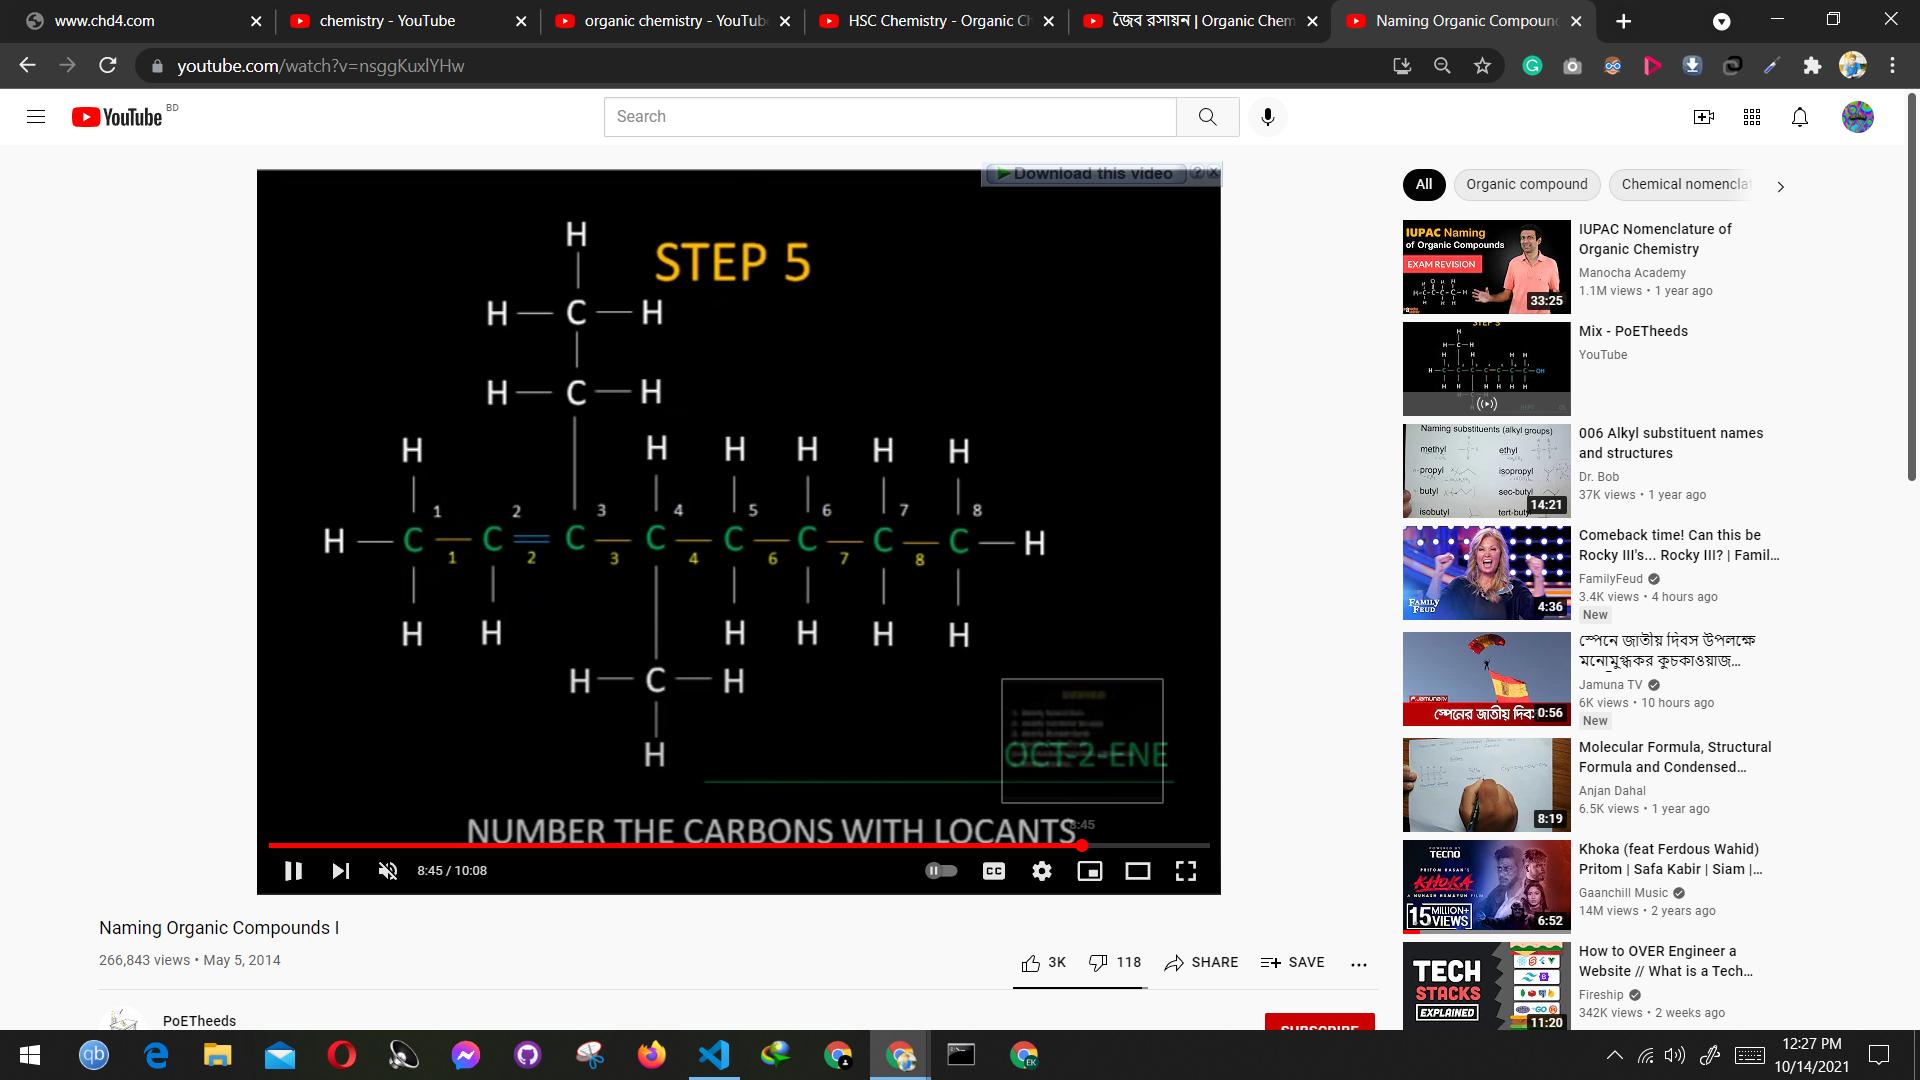 www.chd4.com
chemistry - YouTube
organic chemistry - YouTub
HSC Chemistry - Organic Ch
জৈব রসায়ন | Organic Chem
Naming Organic Compoun
youtube.com/watch?v=nsggKuxlYHw
YouTube BD
Search
Download this video ? X
STEP 5
H
H C H
H C H
H H H H H H
1 2 3 4 5 6 7 8
H C C C C C C C C H
1 2 3 4 6 7 8
H H H H H H
H C H
H
OCT-2-ENE
NUMBER THE CARBONS WITH LOCANTS
8:45
8:45 / 10:08
CC
Naming Organic Compounds I
266,843 views • May 5, 2014
3K 118 SHARE SAVE
PoETheeds
SUBSCRIBE
All Organic compound Chemical nomencla
IUPAC Naming
of Organic Compounds
EXAM REVISION
33:25
IUPAC Nomenclature of
Organic Chemistry
Manocha Academy
1.1M views • 1 year ago
Mix - PoETheeds
YouTube
Naming substituents (alkyl groups)
methyl ethyl
propyl isopropyl
butyl sec-butyl
isobutyl tert-butyl
14:21
006 Alkyl substituent names
and structures
Dr. Bob
37K views • 1 year ago
FAMILY
FEUD
4:36
Comeback time! Can this be
Rocky III's... Rocky III? | Famil...
FamilyFeud
3.4K views • 4 hours ago
New
স্পেনের জাতীয় দিব
0:56
স্পেনে জাতীয় দিবস উপলক্ষে
মনোমুগ্ধকর কুচকাওয়াজ...
Jamuna TV
6K views • 10 hours ago
New
8:19
Molecular Formula, Structural
Formula and Condensed...
Anjan Dahal
6.5K views • 1 year ago
TECNO
KHOKA
15 MILLION+
VIEWS
6:52
Khoka (feat Ferdous Wahid)
Pritom | Safa Kabir | Siam |...
Gaanchill Music
14M views • 2 years ago
TECH
STACKS
EXPLAINED
11:20
How to OVER Engineer a
Website // What is a Tech...
Fireship
342K views • 2 weeks ago
qb
EK
12:27 PM
10/14/2021